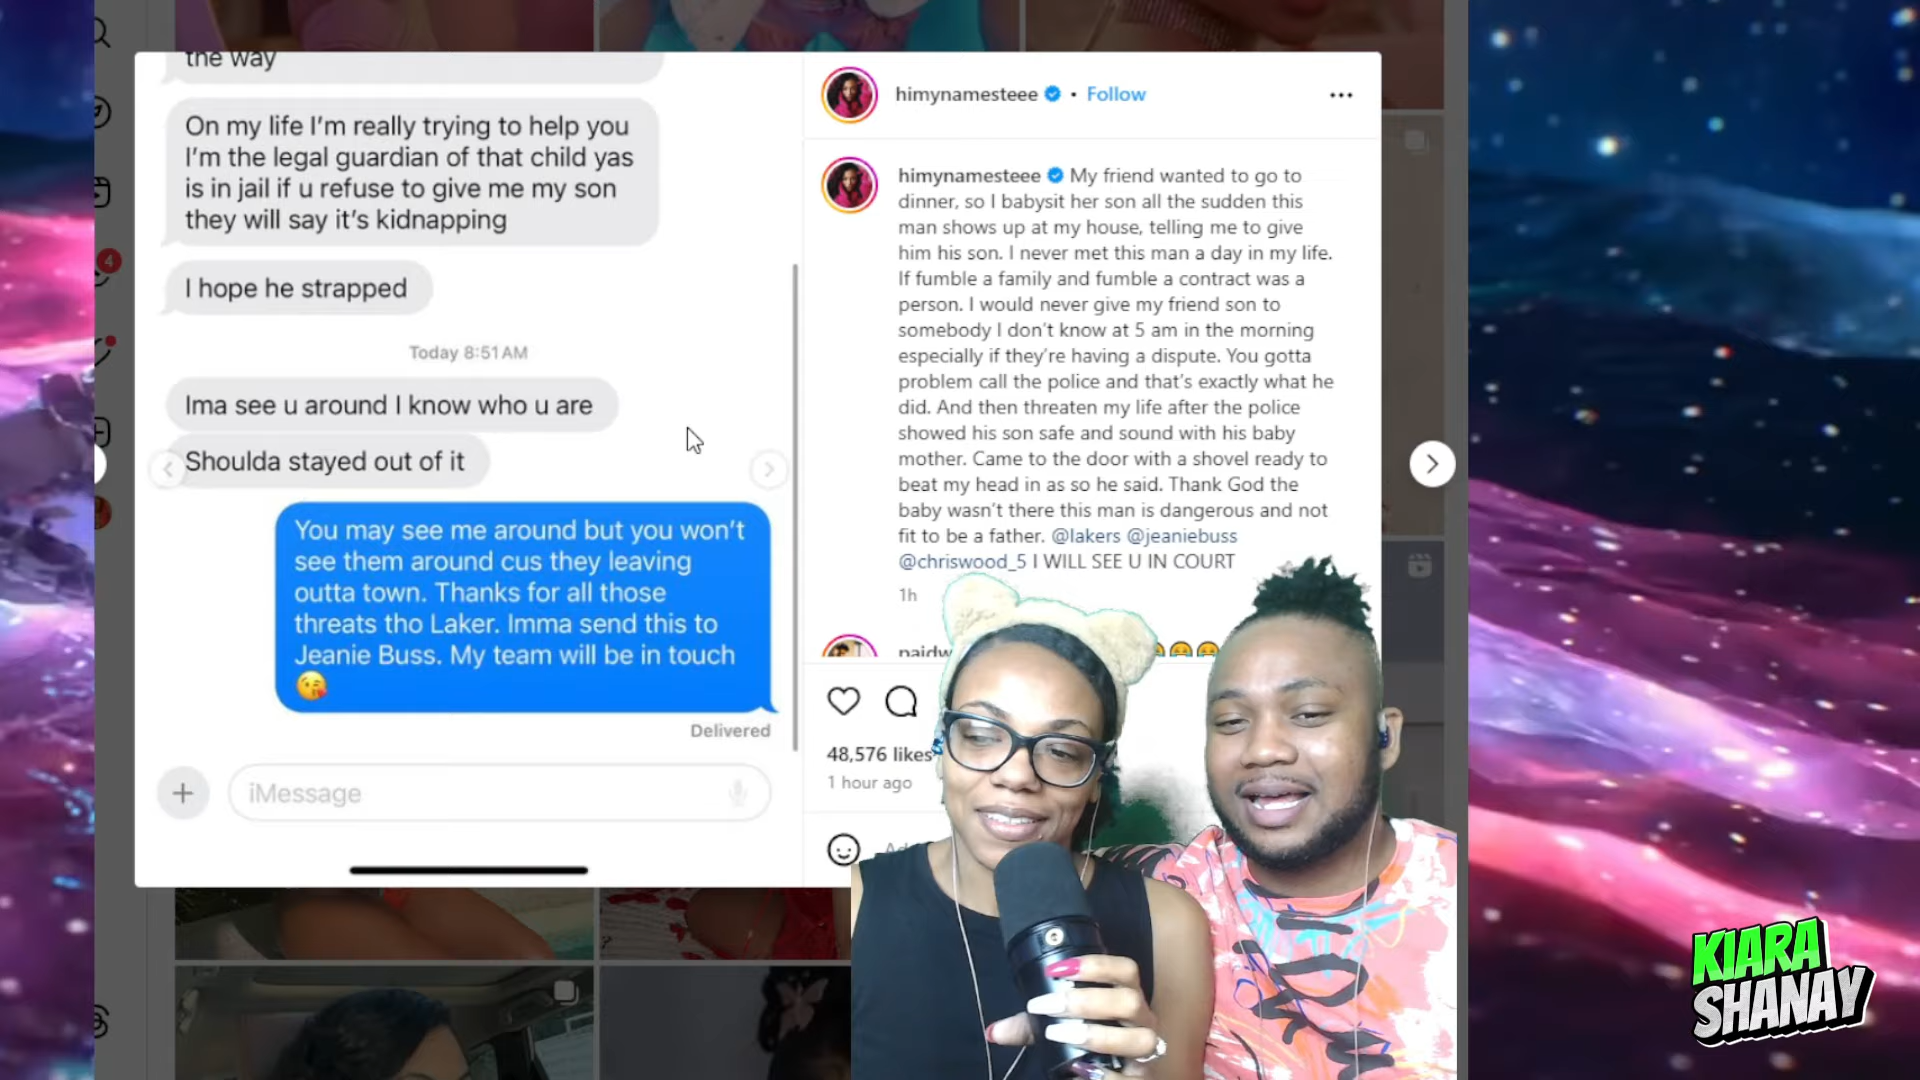 the way
On my life I'm really trying to help you
I'm the legal guardian of that child yas
is in jail if u refuse to give me my son
they will say it's kidnapping
I hope he strapped
Today 8:51 AM
Ima see u around I know who u are
Shoulda stayed out of it
You may see me around but you won't
see them around cus they leaving
outta town. Thanks for all those
threats tho Laker. Imma send this to
Jeanie Buss. My team will be in touch
😘
Delivered
iMessage
himynamesteee • Follow
himynamesteee My friend wanted to go to
dinner, so I babysit her son all the sudden this
man shows up at my house, telling me to give
him his son. I never met this man a day in my life.
If fumble a family and fumble a contract was a
person. I would never give my friend son to
somebody I don't know at 5 am in the morning
especially if they're having a dispute. You gotta
problem call the police and that's exactly what he
did. And then threaten my life after the police
showed his son safe and sound with his baby
mother. Came to the door with a shovel ready to
beat my head in as so he said. Thank God the
baby wasn't there this man is dangerous and not
fit to be a father. @lakers @jeaniebuss
@chriswood_5 I WILL SEE U IN COURT
1h
48,576 likes
1 hour ago
4
KIARA
SHANAY